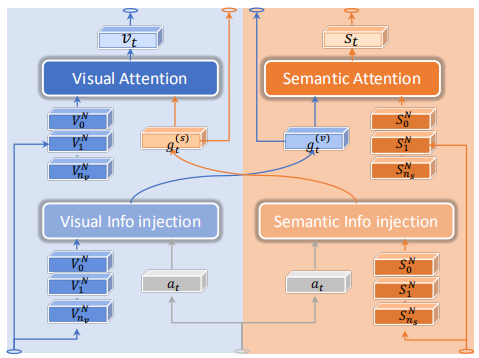 v_t
S_t
Visual Attention
Semantic Attention
V_0^N
V_1^N
V_{n_v}^N
g_t^{(s)}
g_t^{(v)}
S_0^N
S_1^N
S_{n_s}^N
Visual Info injection
Semantic Info injection
V_0^N
V_1^N
V_{n_v}^N
a_t
a_t
S_0^N
S_1^N
S_{n_s}^N